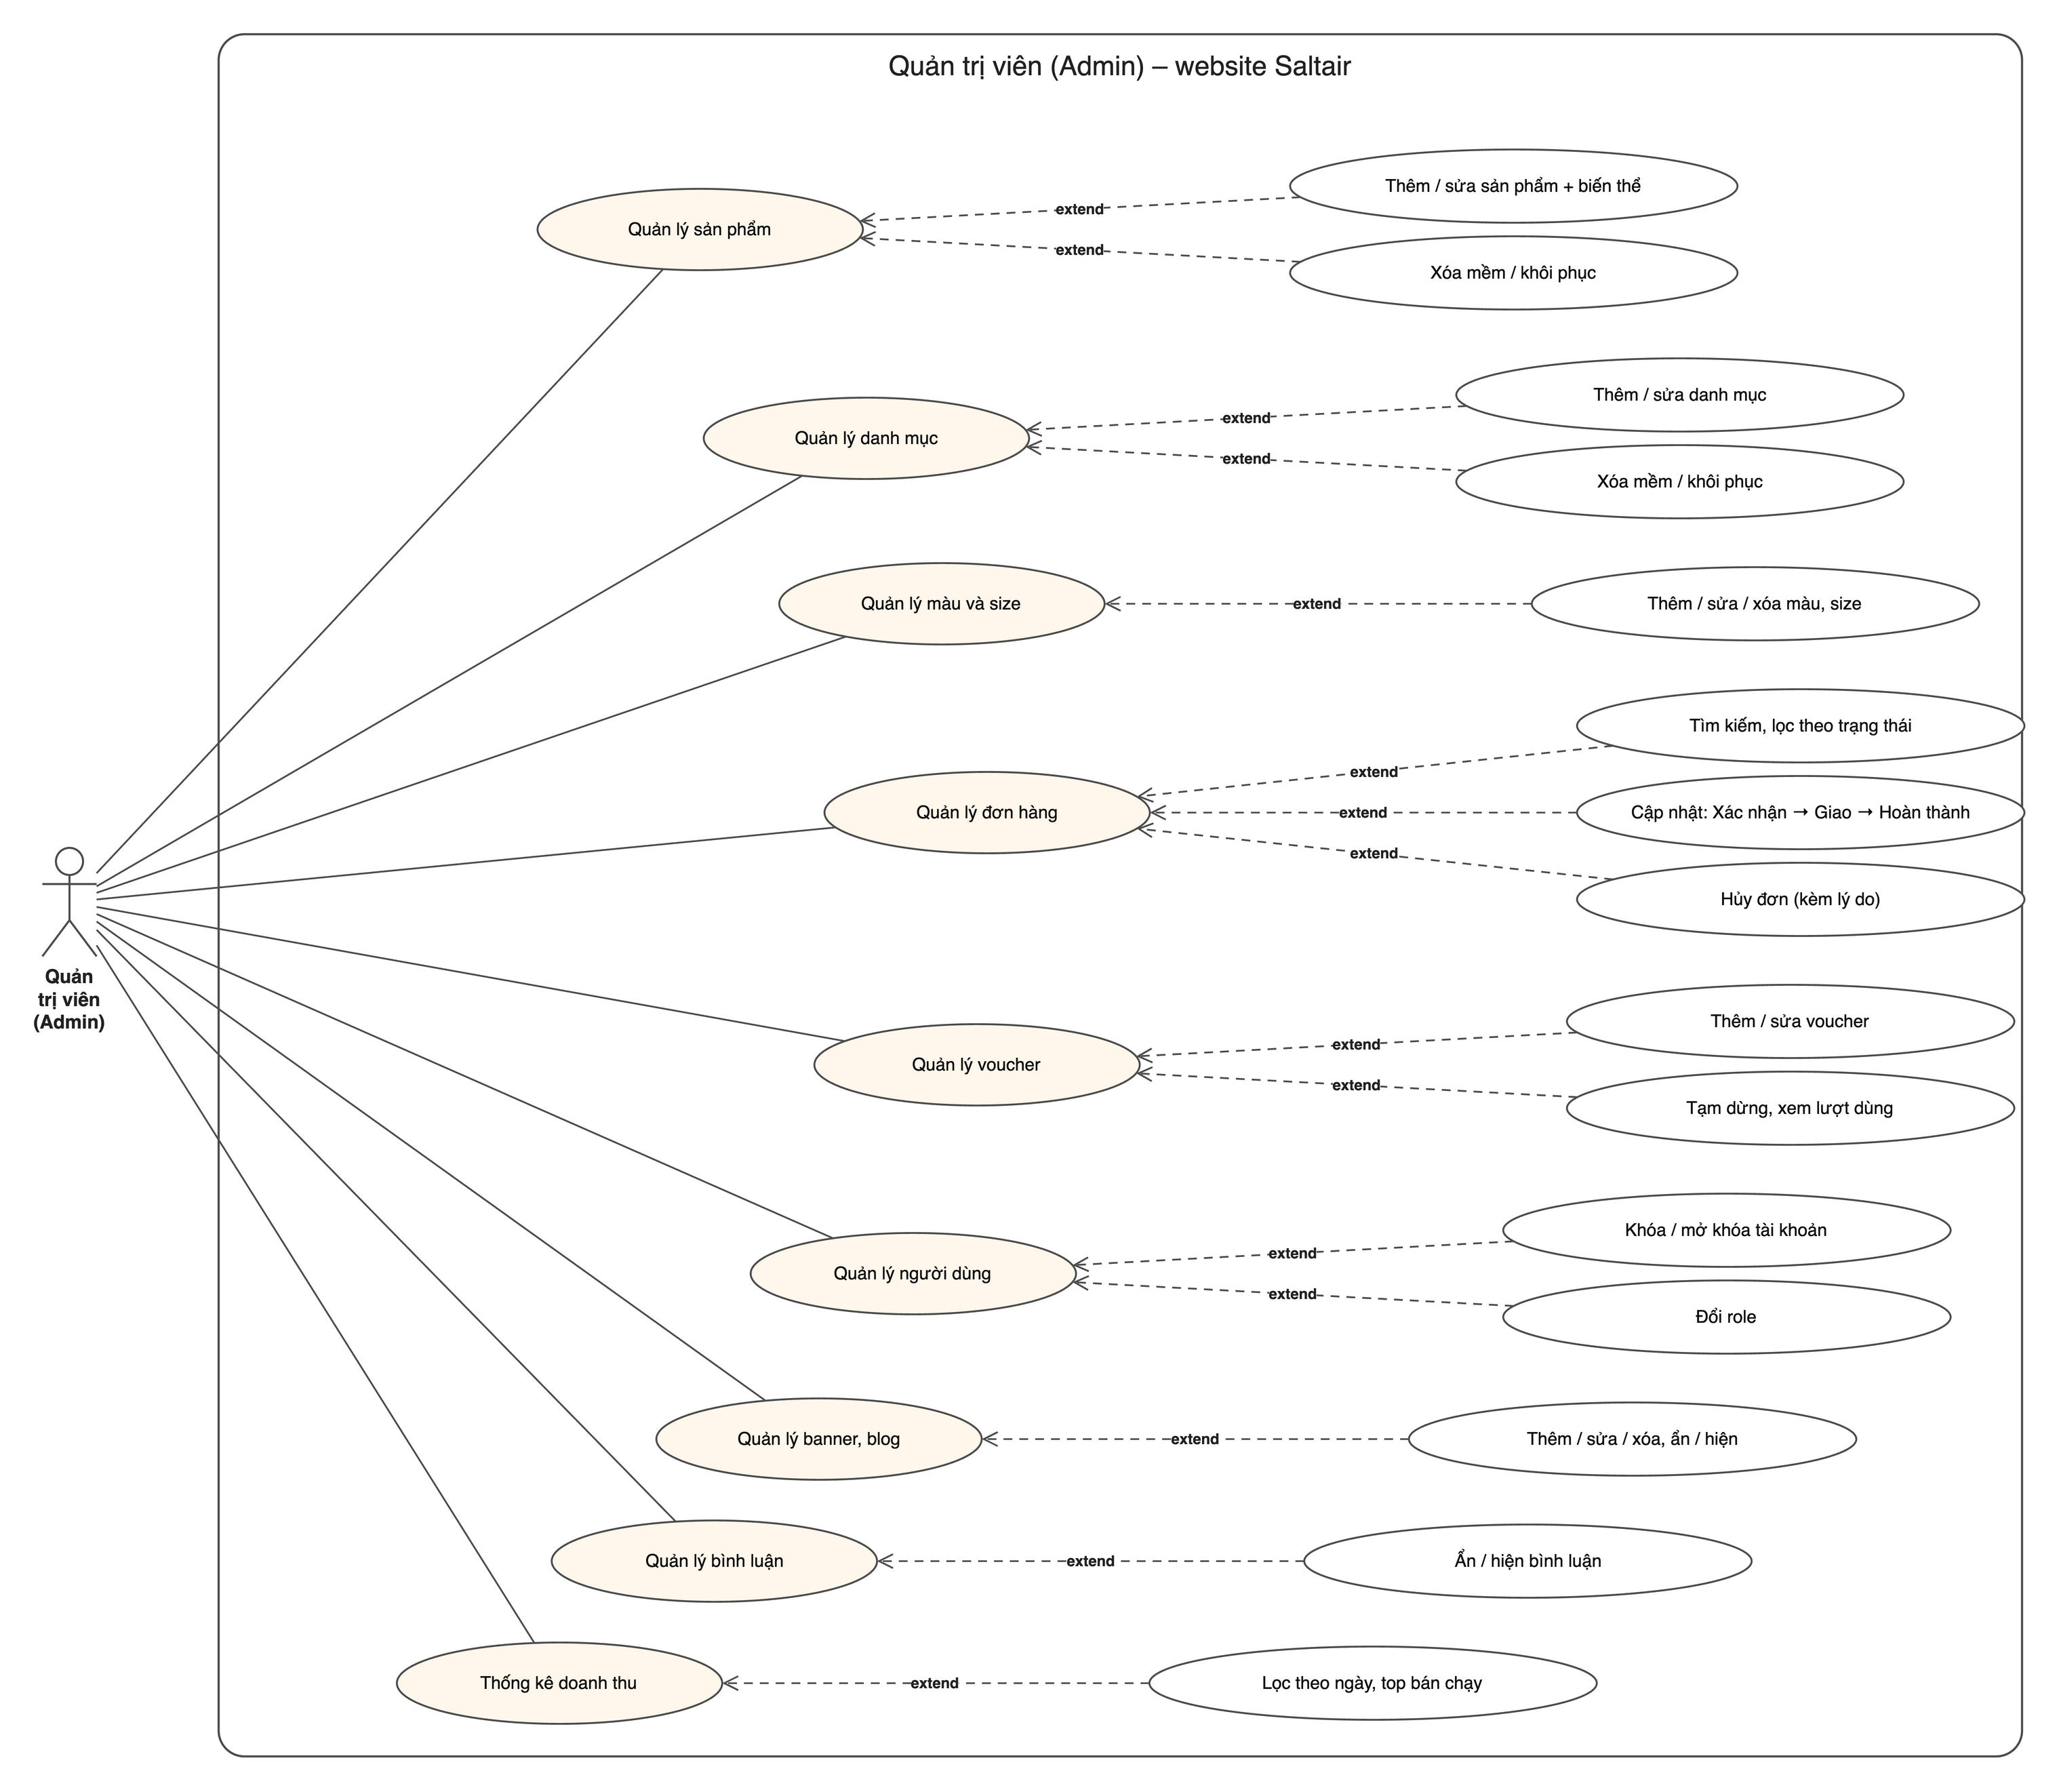 Quản trị viên (Admin) – website Saltair
Thêm / sửa sản phẩm + biến thể
extend
Quản lý sản phẩm
extend
Xóa mềm / khôi phục
Thêm / sửa danh mục
extend
Quản lý danh mục
extend
Xóa mềm / khôi phục
Quản lý màu và size
extend
Thêm / sửa / xóa màu, size
Tìm kiếm, lọc theo trạng thái
extend
Quản lý đơn hàng
extend
Cập nhật: Xác nhận → Giao → Hoàn thành
extend
Hủy đơn (kèm lý do)
Quản
trị viên
(Admin)
Thêm / sửa voucher
extend
Quản lý voucher
extend
Tạm dừng, xem lượt dùng
Khóa / mở khóa tài khoản
extend
Quản lý người dùng
extend
Đổi role
Quản lý banner, blog
extend
Thêm / sửa / xóa, ẩn / hiện
Quản lý bình luận
extend
Ẩn / hiện bình luận
Thống kê doanh thu
extend
Lọc theo ngày, top bán chạy